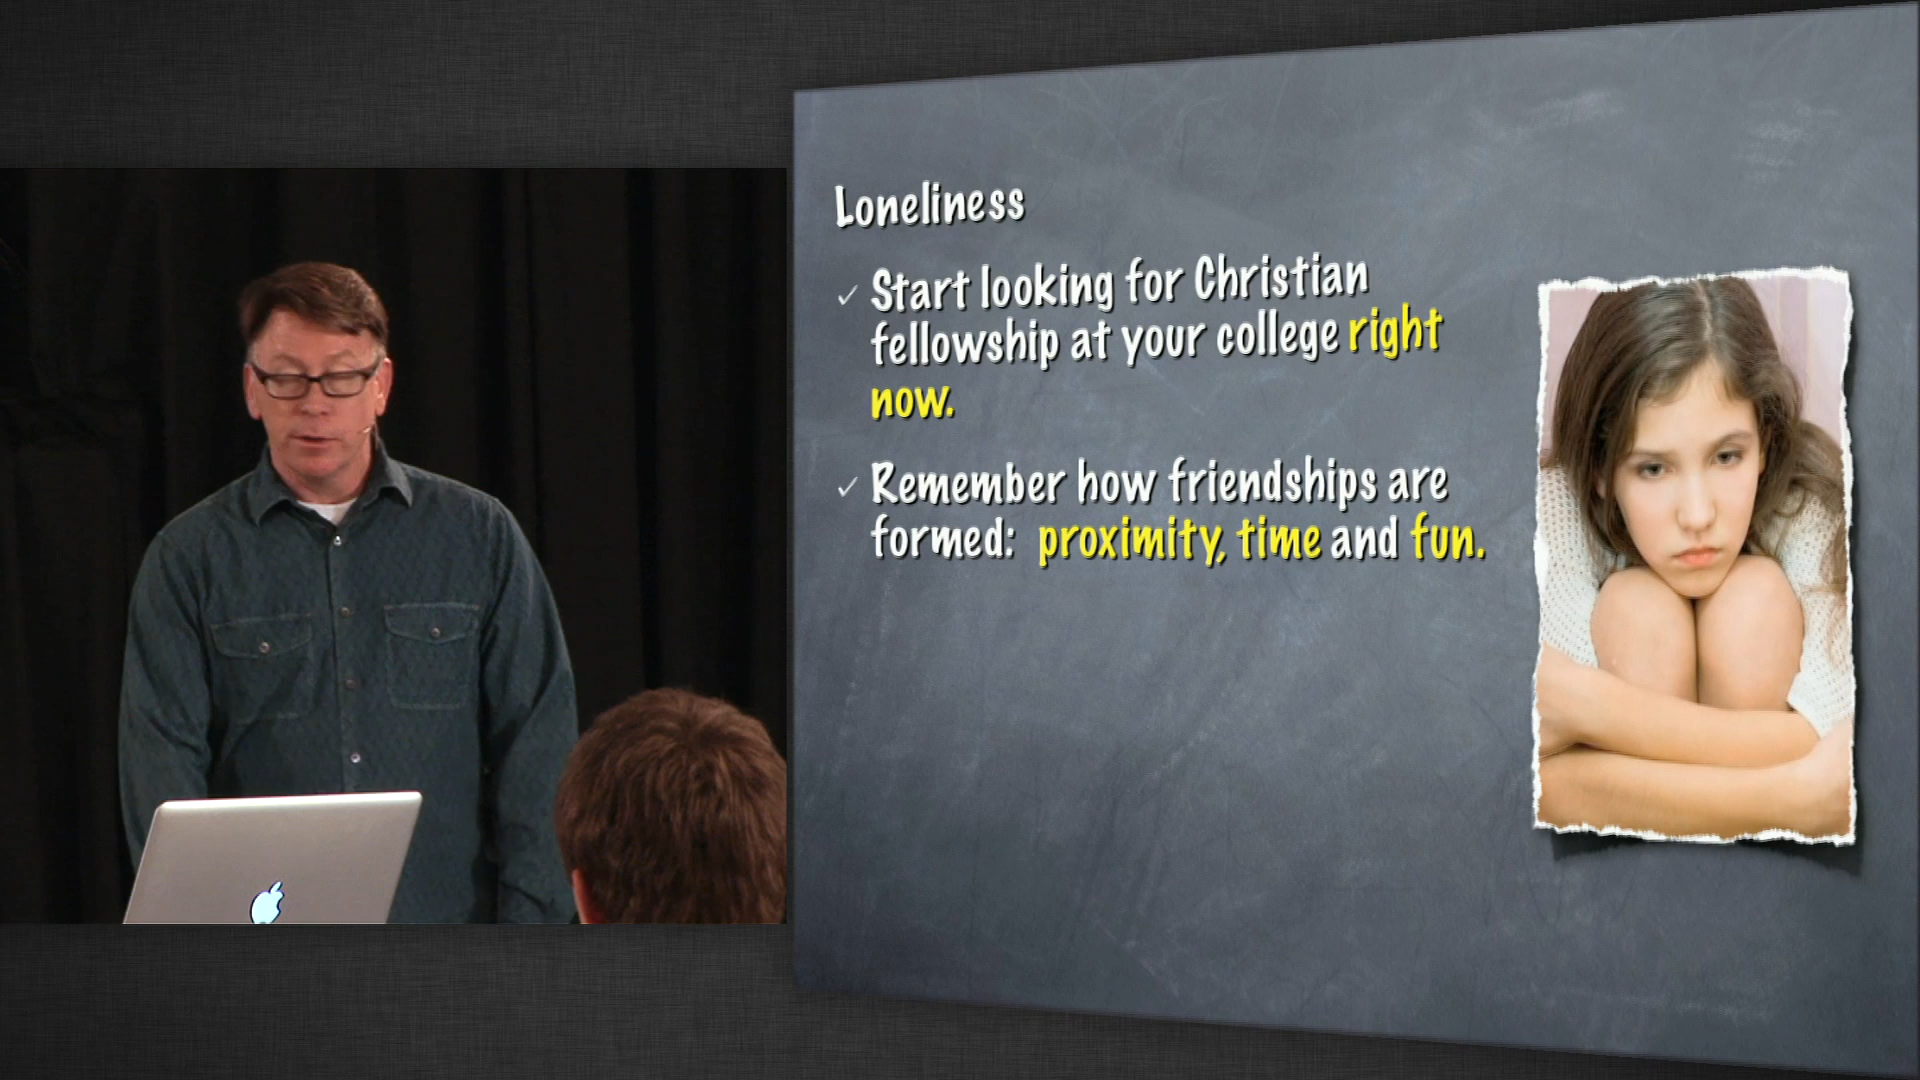 Loneliness
✓ Start looking for Christian
fellowship at your college right
now.
✓ Remember how friendships are
formed: proximity, time and fun.